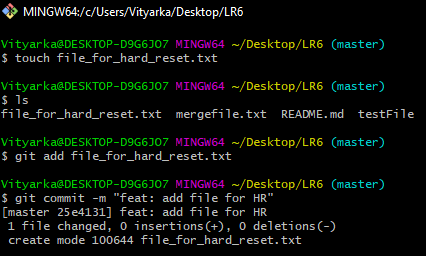 MINGW64:/c/Users/Vityarka/Desktop/LR6
Vityarka@DESKTOP-D9G6JO7 MINGW64 ~/Desktop/LR6 (master)
$ touch file_for_hard_reset.txt
Vityarka@DESKTOP-D9G6JO7 MINGW64 ~/Desktop/LR6 (master)
$ ls
file_for_hard_reset.txt  mergefile.txt  README.md  testFile
Vityarka@DESKTOP-D9G6JO7 MINGW64 ~/Desktop/LR6 (master)
$ git add file_for_hard_reset.txt
Vityarka@DESKTOP-D9G6JO7 MINGW64 ~/Desktop/LR6 (master)
$ git commit -m "feat: add file for HR"
[master 25e4131] feat: add file for HR
 1 file changed, 0 insertions(+), 0 deletions(-)
 create mode 100644 file_for_hard_reset.txt